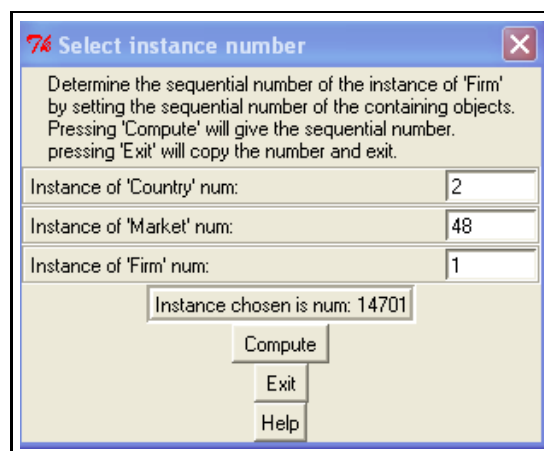 Select instance number
Determine the sequential number of the instance of 'Firm'
by setting the sequential number of the containing objects.
Pressing 'Compute' will give the sequential number.
pressing 'Exit' will copy the number and exit.
Instance of 'Country' num: 2
Instance of 'Market' num: 48
Instance of 'Firm' num: 1
Instance chosen is num: 14701
Compute
Exit
Help